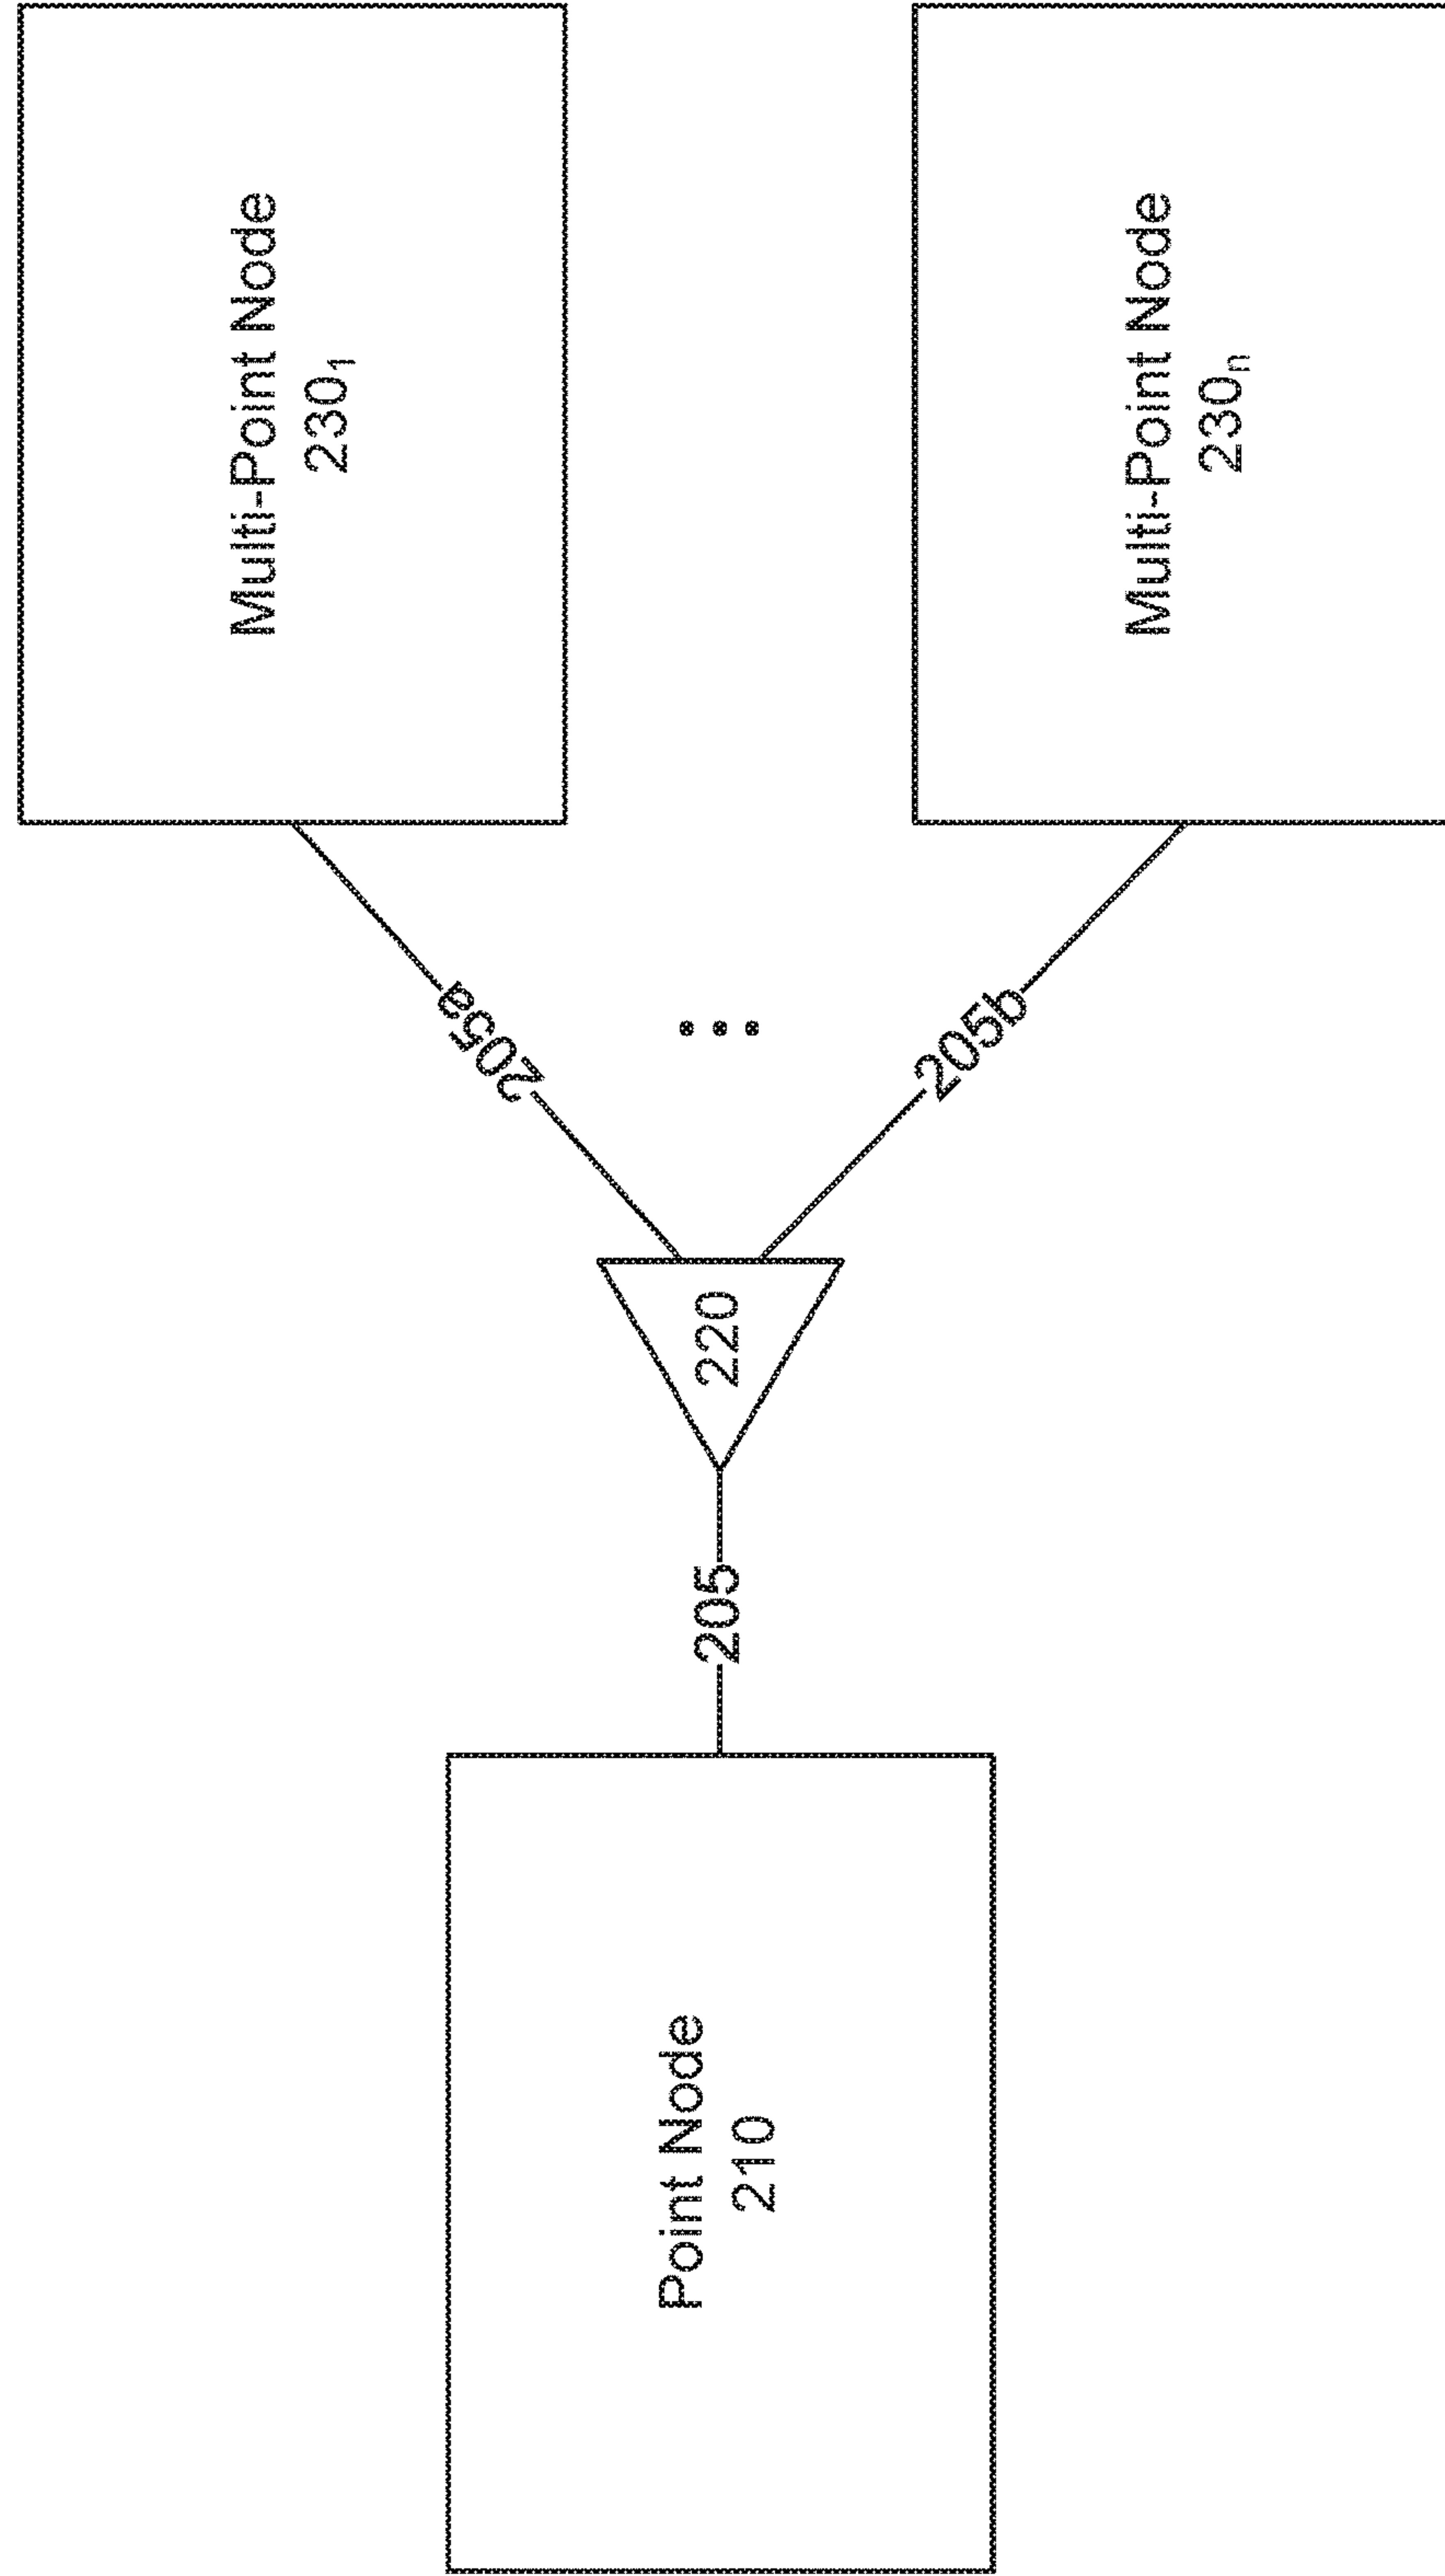 Point Node
210
205
220
205a
205b
Multi-Point Node
230₁
Multi-Point Node
230ₙ